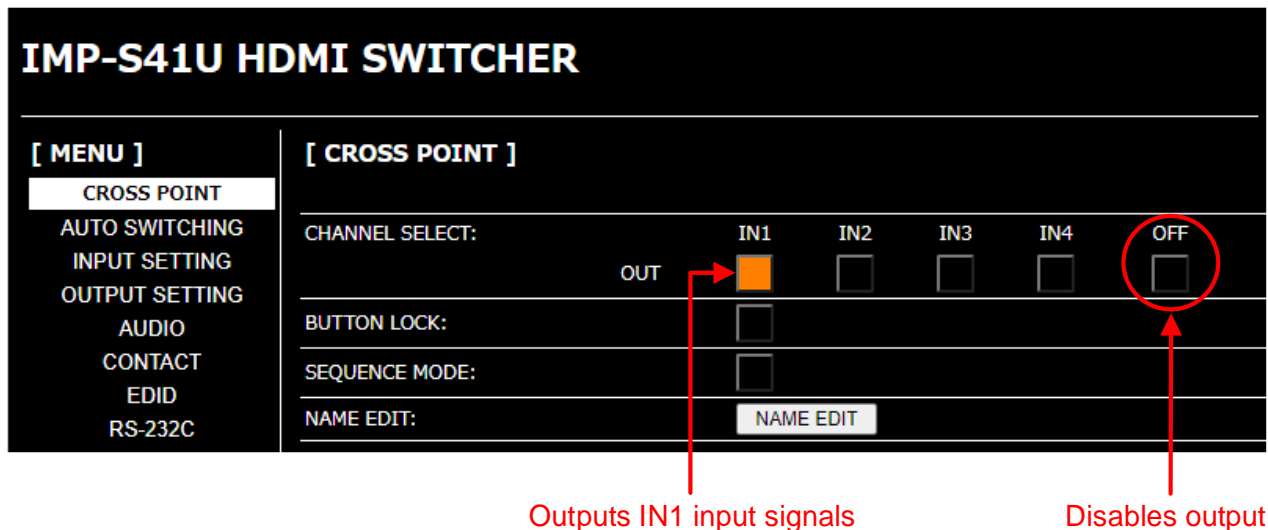 IMP-S41U HDMI SWITCHER
[ MENU ]
CROSS POINT
AUTO SWITCHING
INPUT SETTING
OUTPUT SETTING
AUDIO
CONTACT
EDID
RS-232C
[ CROSS POINT ]
CHANNEL SELECT:
IN1 IN2 IN3 IN4 OFF
OUT
BUTTON LOCK:
SEQUENCE MODE:
NAME EDIT: NAME EDIT
Outputs IN1 input signals
Disables output